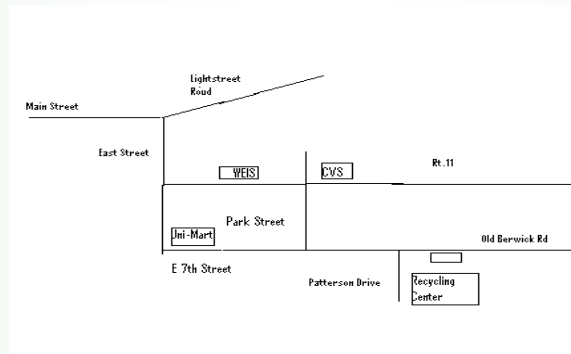 Lightstreet
Roud
Main Street
East Street
WEIS
CVS
Rt.11
Park Street
Uni-Mart
Old Berwick Rd
E 7th Street
Patterson Drive
Recycling
Center